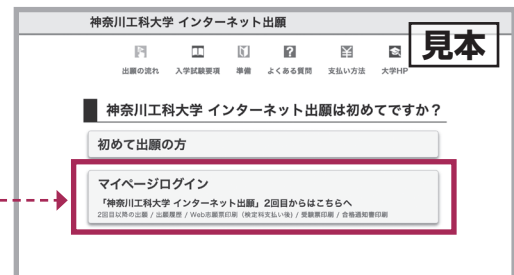 神奈川工科大学 インターネット出願
見本
出願の流れ 入学試験要項 準備 よくある質問 支払い方法 大学HP
神奈川工科大学 インターネット出願は初めてですか？
初めて出願の方
マイページログイン
「神奈川工科大学 インターネット出願」2回目からはこちらへ
2回目以降の出願 / 出願履歴 / Web志願票印刷（検定料支払い後）/ 受験票印刷 / 合格通知書印刷